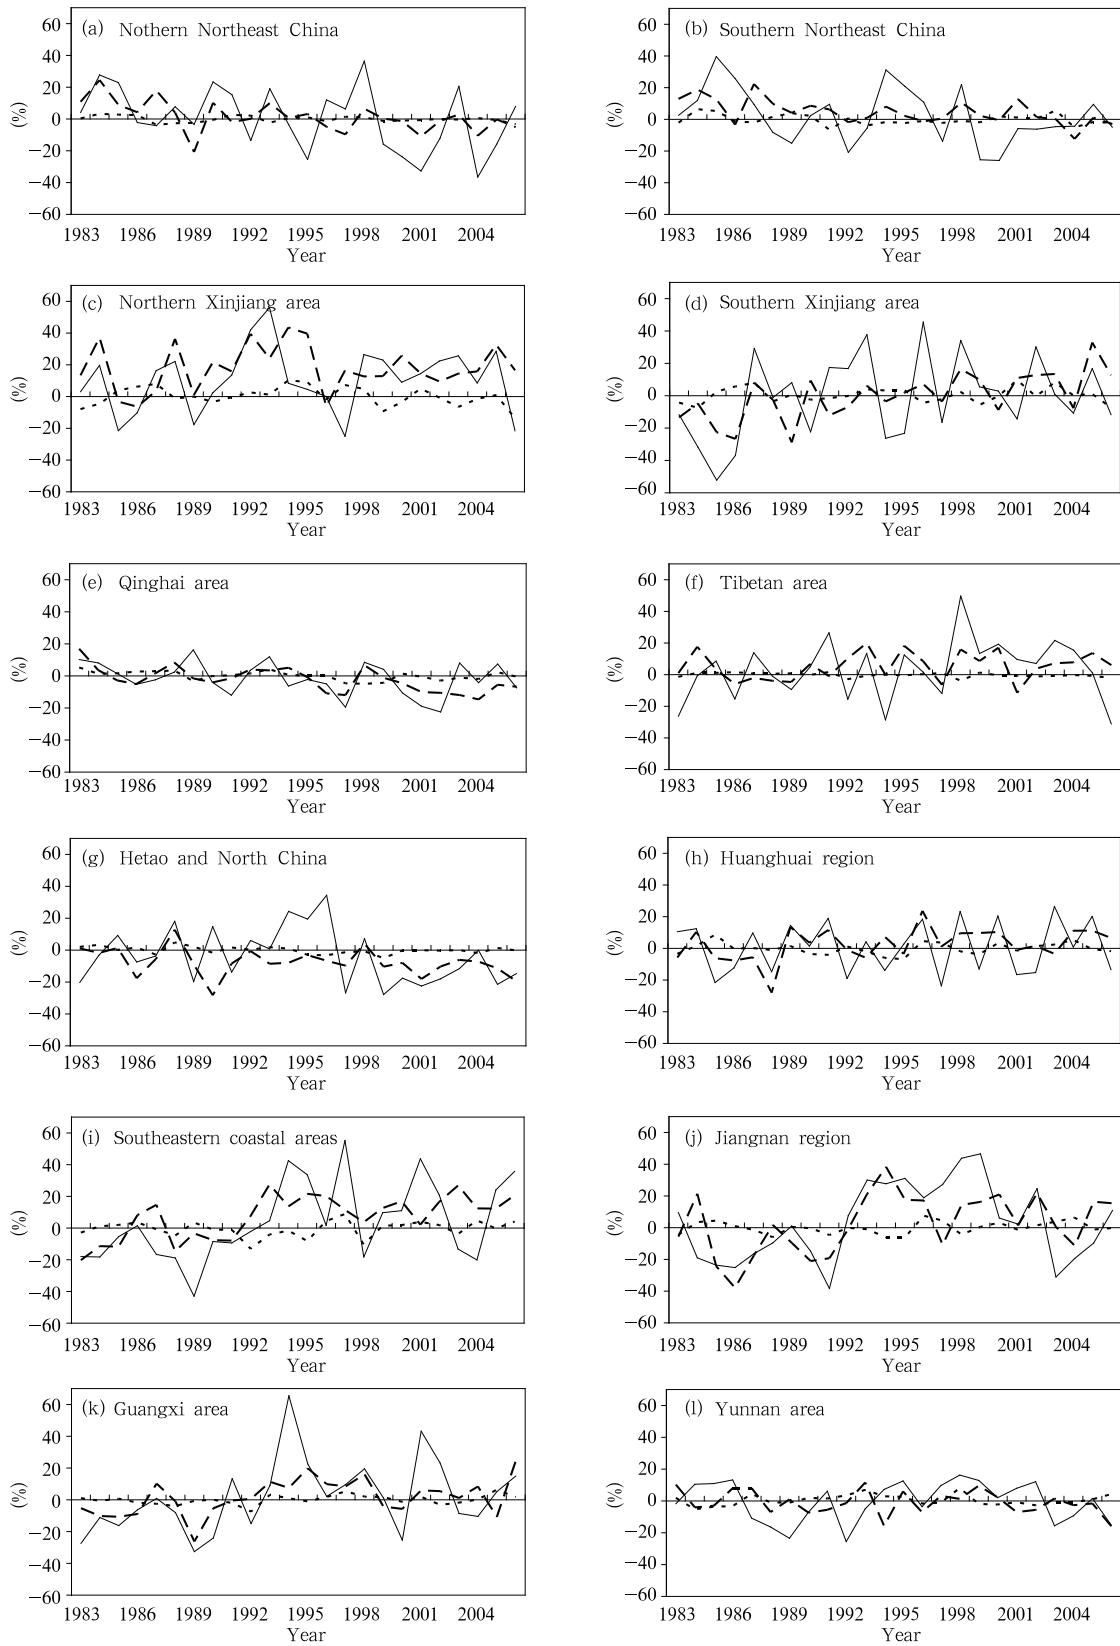 (a) Nothern Northeast China
60
40
20
0
−20
−40
−60
(%)
1983 1986 1989 1992 1995 1998 2001 2004
Year
(b) Southern Northeast China
60
40
20
0
−20
−40
−60
(%)
1983 1986 1989 1992 1995 1998 2001 2004
Year
(c) Northern Xinjiang area
60
40
20
0
−20
−40
−60
(%)
1983 1986 1989 1992 1995 1998 2001 2004
Year
(d) Southern Xinjiang area
60
40
20
0
−20
−40
−60
(%)
1983 1986 1989 1992 1995 1998 2001 2004
Year
(e) Qinghai area
60
40
20
0
−20
−40
−60
(%)
1983 1986 1989 1992 1995 1998 2001 2004
Year
(f) Tibetan area
60
40
20
0
−20
−40
−60
(%)
1983 1986 1989 1992 1995 1998 2001 2004
Year
(g) Hetao and North China
60
40
20
0
−20
−40
−60
(%)
1983 1986 1989 1992 1995 1998 2001 2004
Year
(h) Huanghuai region
60
40
20
0
−20
−40
−60
(%)
1983 1986 1989 1992 1995 1998 2001 2004
Year
(i) Southeastern coastal areas
60
40
20
0
−20
−40
−60
(%)
1983 1986 1989 1992 1995 1998 2001 2004
Year
(j) Jiangnan region
60
40
20
0
−20
−40
−60
(%)
1983 1986 1989 1992 1995 1998 2001 2004
Year
(k) Guangxi area
60
40
20
0
−20
−40
−60
(%)
1983 1986 1989 1992 1995 1998 2001 2004
Year
(l) Yunnan area
60
40
20
0
−20
−40
−60
(%)
1983 1986 1989 1992 1995 1998 2001 2004
Year